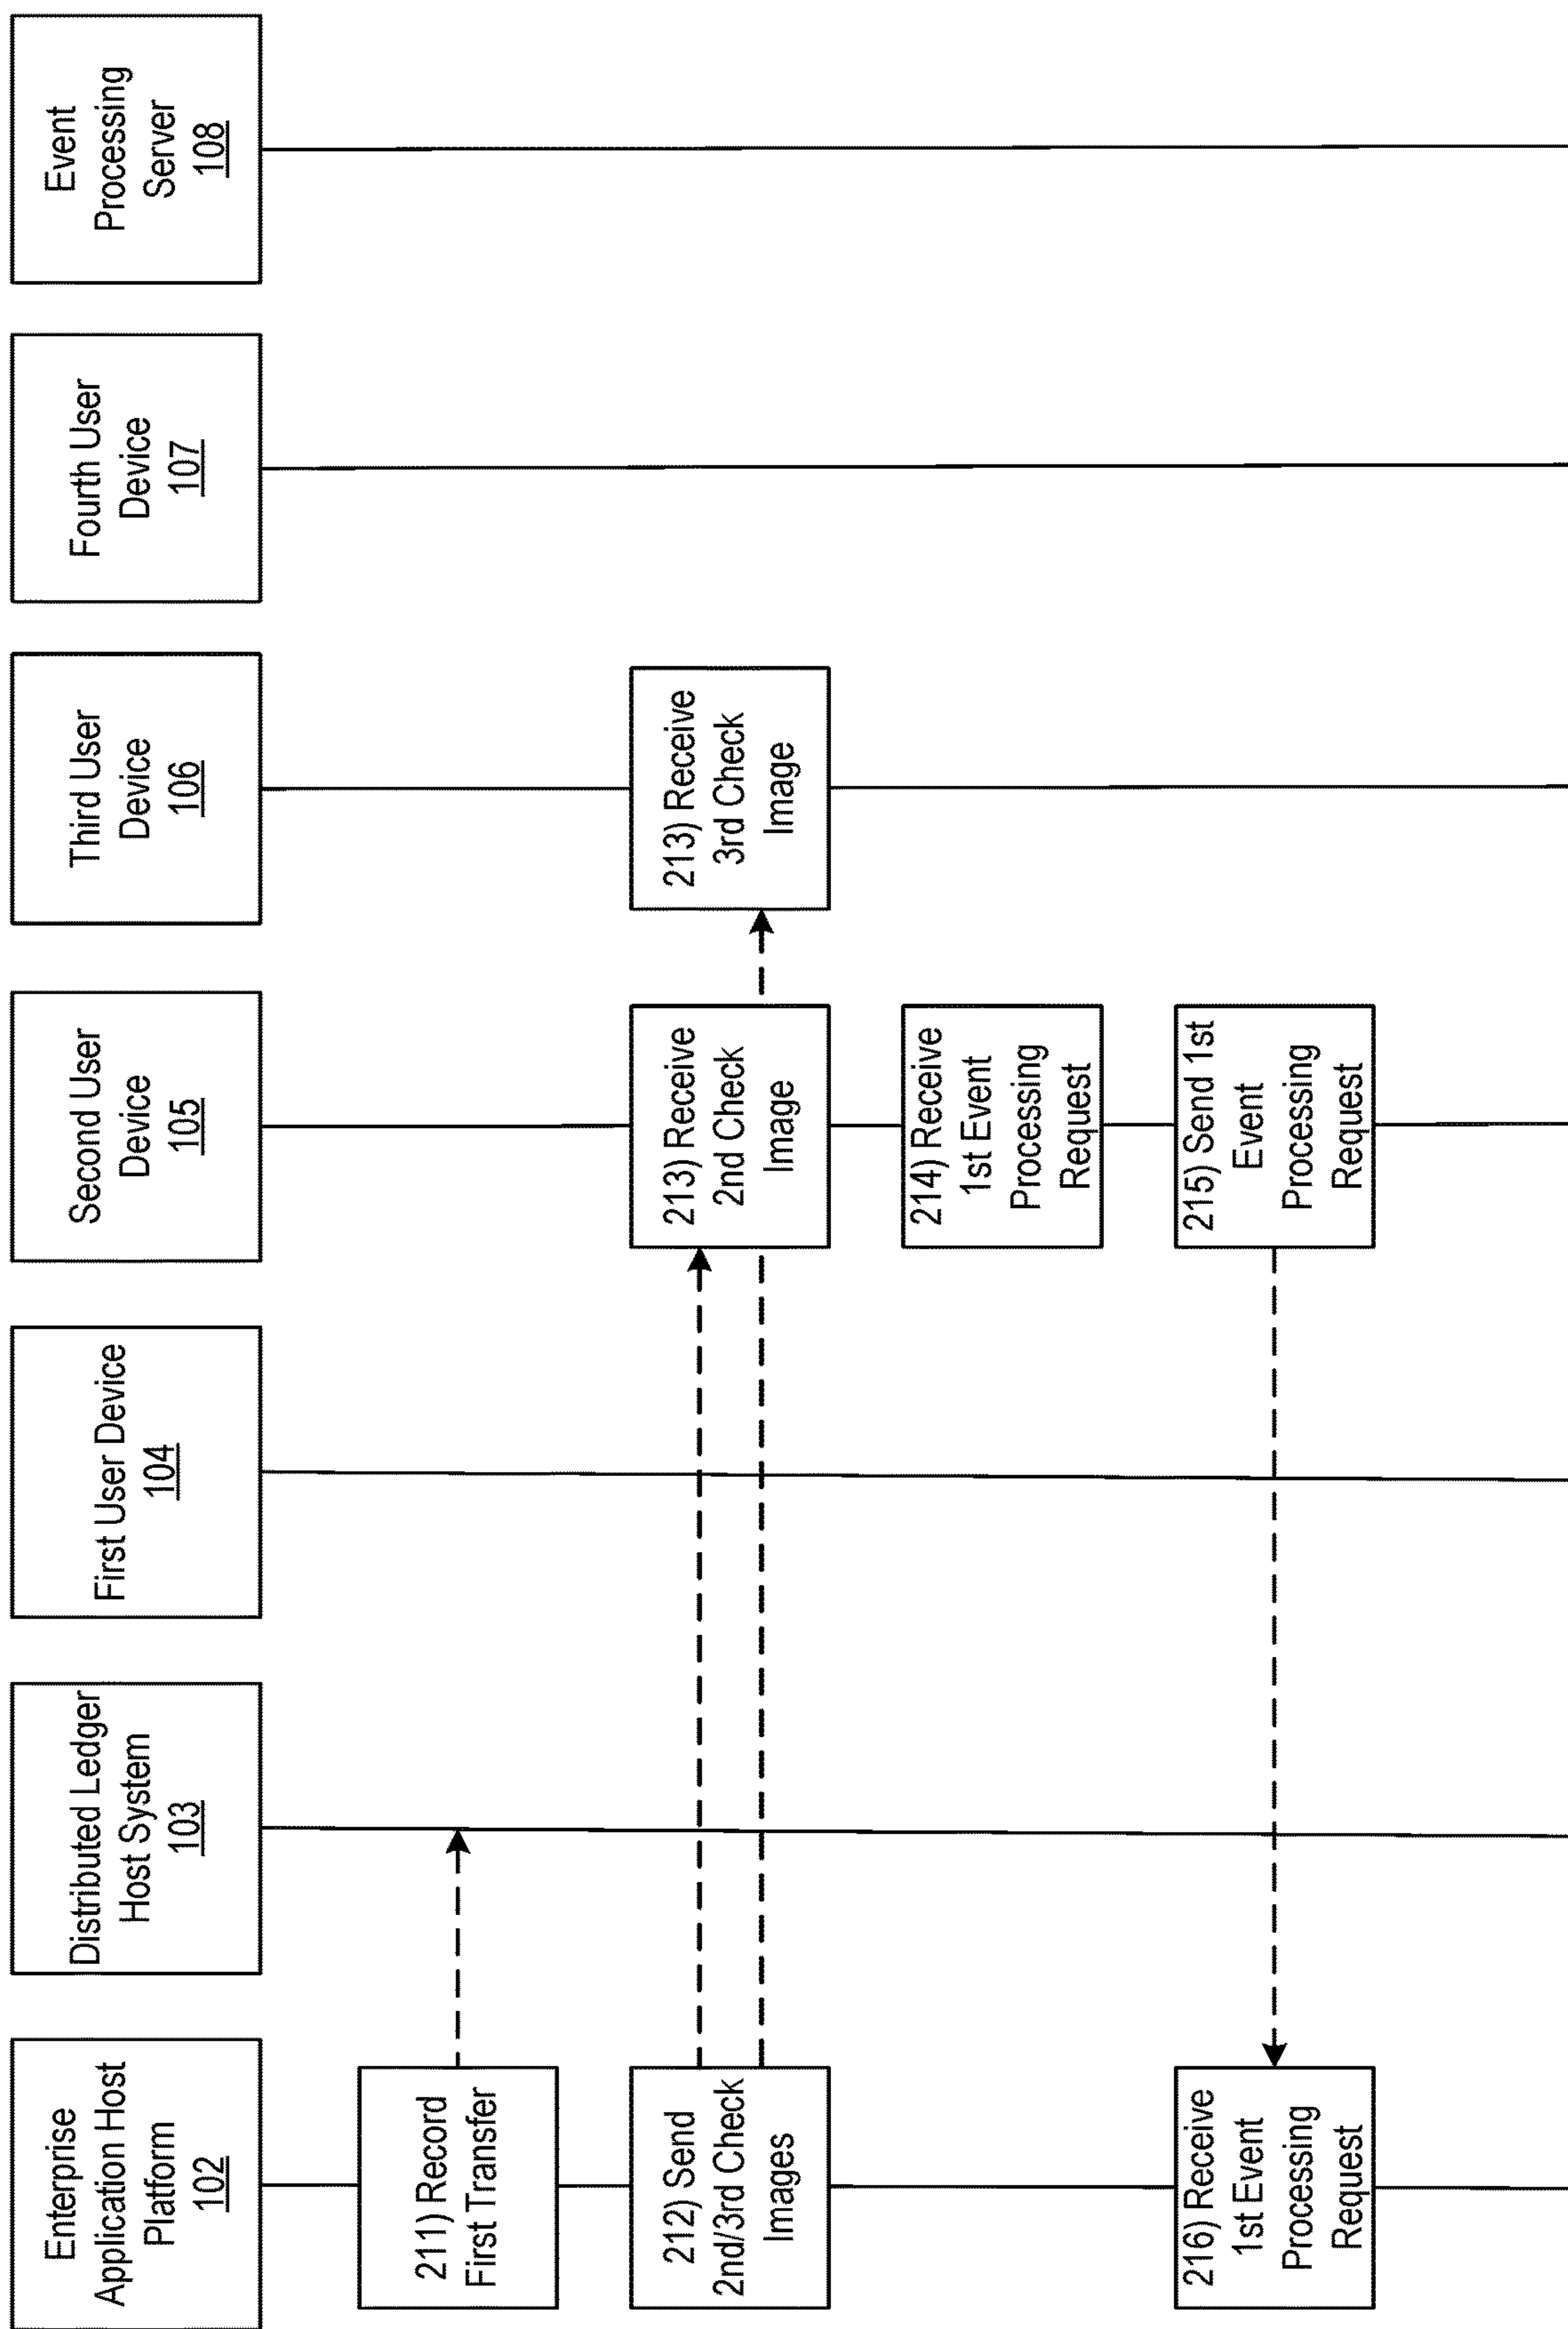 Enterprise
Application Host
Platform
102
Distributed Ledger
Host System
103
First User Device
104
Second User
Device
105
Third User
Device
106
Fourth User
Device
107
Event
Processing
Server
108
211) Record
First Transfer
212) Send
2nd/3rd Check
Images
213) Receive
2nd Check
Image
213) Receive
3rd Check
Image
214) Receive
1st Event
Processing
Request
215) Send 1st
Event
Processing
Request
216) Receive
1st Event
Processing
Request